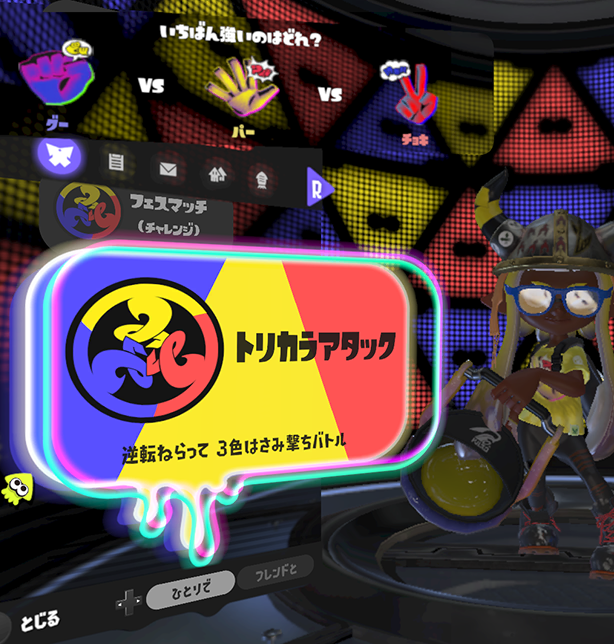 いちばん強いのはどれ?
VS
VS
グー
パー
チョキ
R
フェスマッチ
(チャレンジ)
トリカラアタック
逆転ねらって 3色はさみ撃ちバトル
ひとりで
フレンドと
とじる